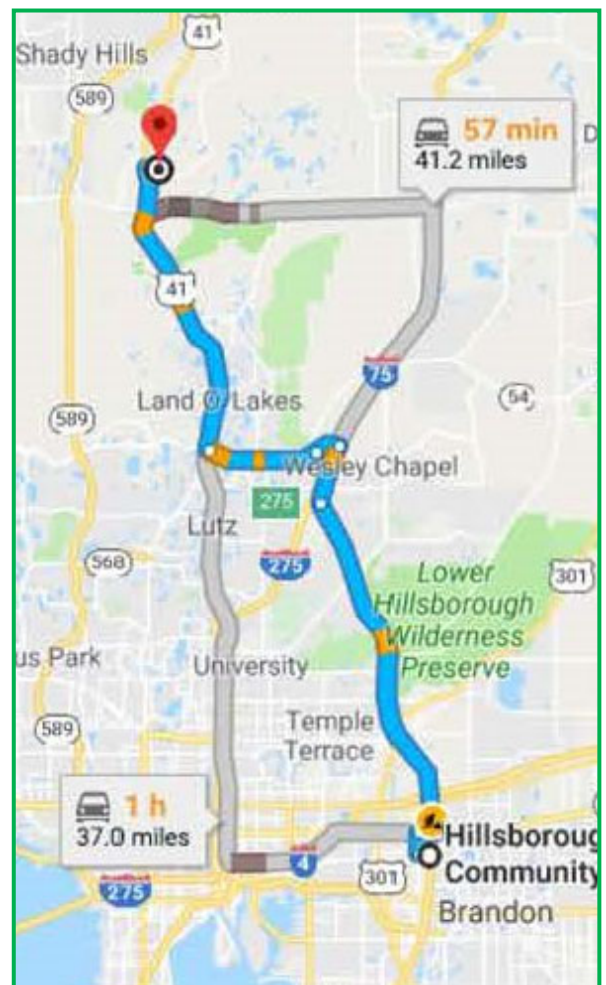 41
Shady Hills
589
57 min
41.2 miles
D
41
75
Land O' Lakes
54
589
Wesley Chapel
275
Lutz
568
275
301
Lower
Hillsborough
Wilderness
Preserve
us Park
University
589
Temple
Terrace
1 h
37.0 miles
Hillsboroug
Community
4
301
275
Brandon